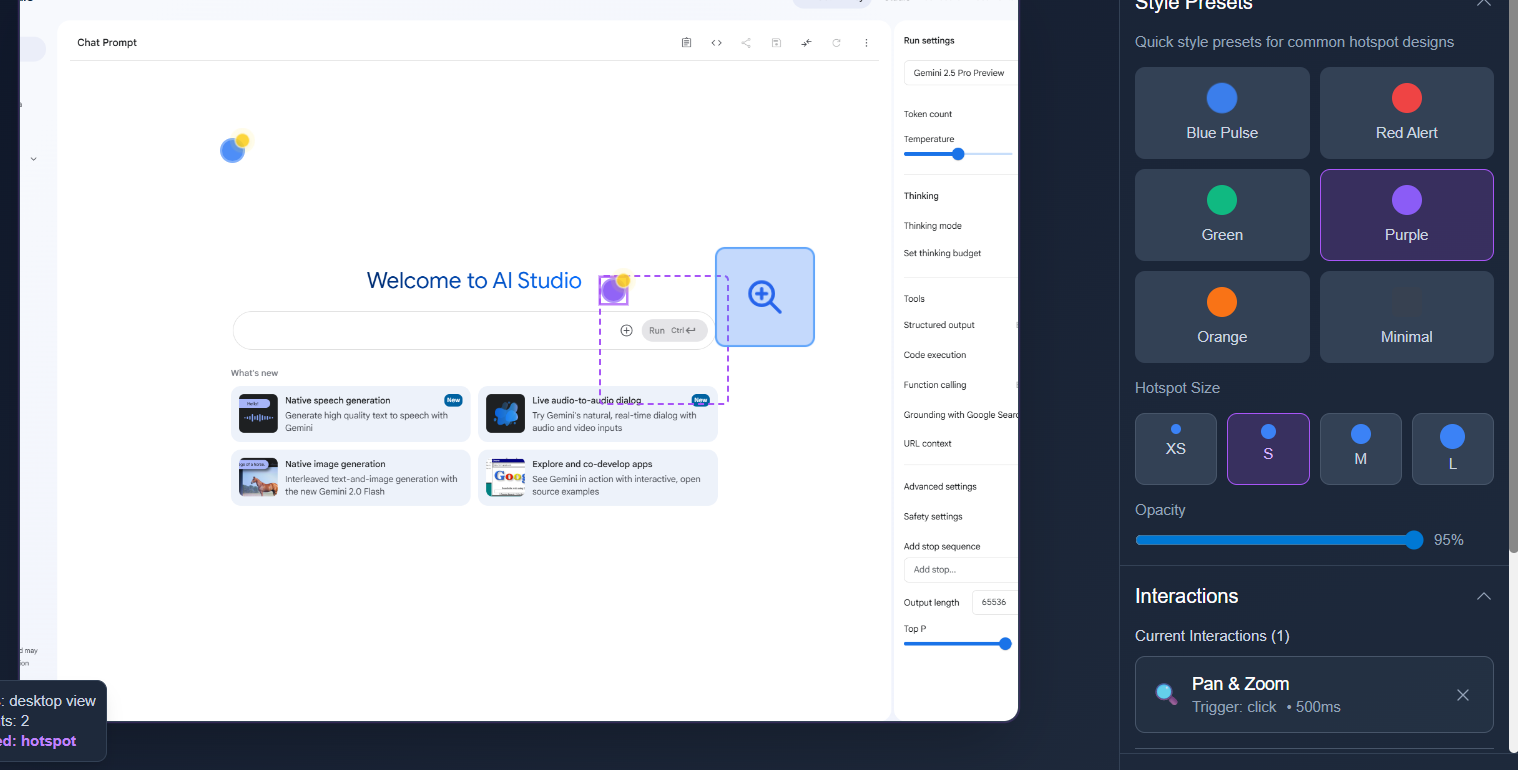 Chat Prompt
Welcome to AI Studio
Run Ctrl
What's new
Hello!
Native speech generation
New
Generate high quality text to speech with
Gemini
Live audio-to-audio dialog
New
Try Gemini's natural, real-time dialog with
audio and video inputs
Native image generation
Interleaved text-and-image generation with
the new Gemini 2.0 Flash
Explore and co-develop apps
See Gemini in action with interactive, open
source examples
Run settings
Gemini 2.5 Pro Preview
Token count
Temperature
Thinking
Thinking mode
Set thinking budget
Tools
Structured output
Code execution
Function calling
Grounding with Google Sear
URL context
Advanced settings
Safety settings
Add stop sequence
Add stop...
Output length 65536
Top P
d may
: desktop view
ts: 2
ed: hotspot
Style Presets
Quick style presets for common hotspot designs
Blue Pulse
Red Alert
Green
Purple
Orange
Minimal
Hotspot Size
XS
S
M
L
Opacity
95%
Interactions
Current Interactions (1)
Pan & Zoom
Trigger: click • 500ms